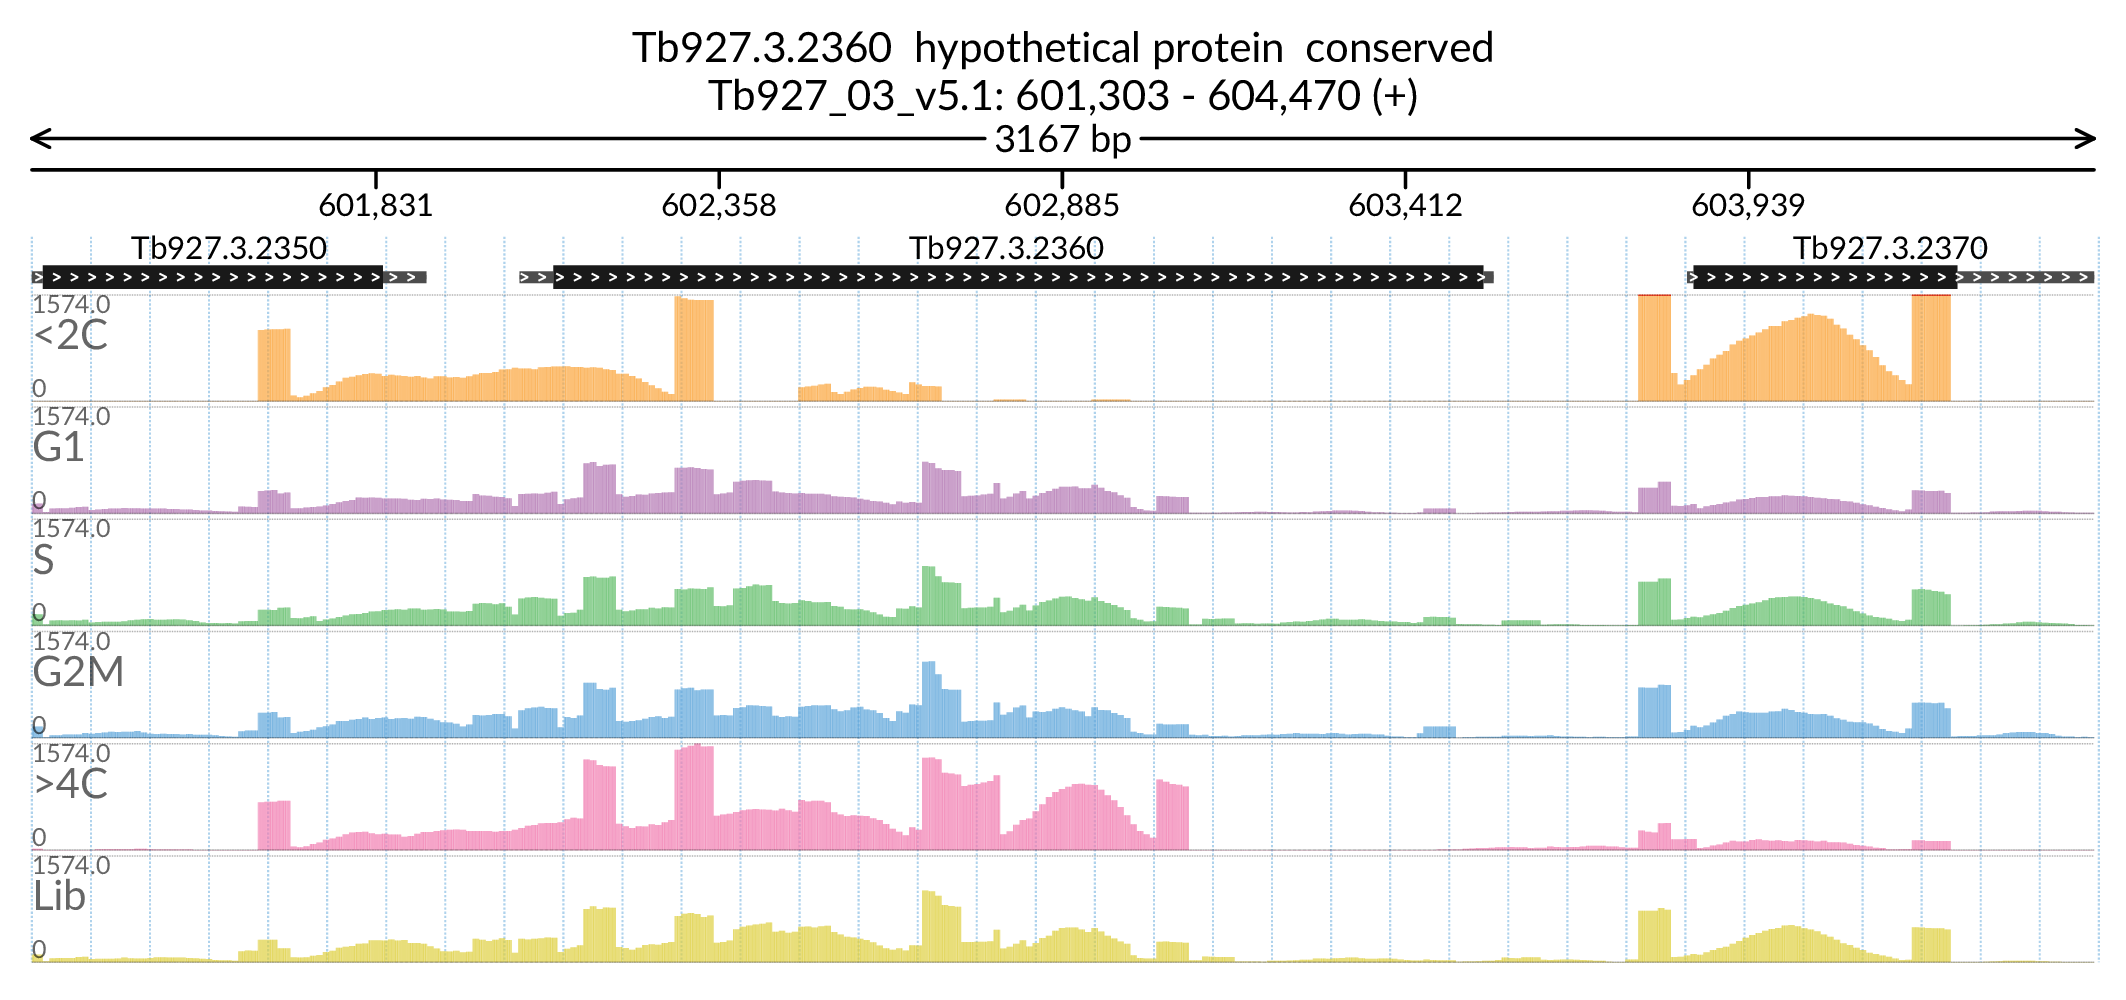 Tb927.3.2360 hypothetical protein conserved
Tb927_03_v5.1: 601,303 - 604,470 (+)
3167 bp
601,831 602,358 602,885 603,412 603,939
Tb927.3.2350 Tb927.3.2360 Tb927.3.2370
1574.0
<2C
0
1574.0
G1
0
1574.0
S
0
1574.0
G2M
0
1574.0
>4C
0
1574.0
Lib
0